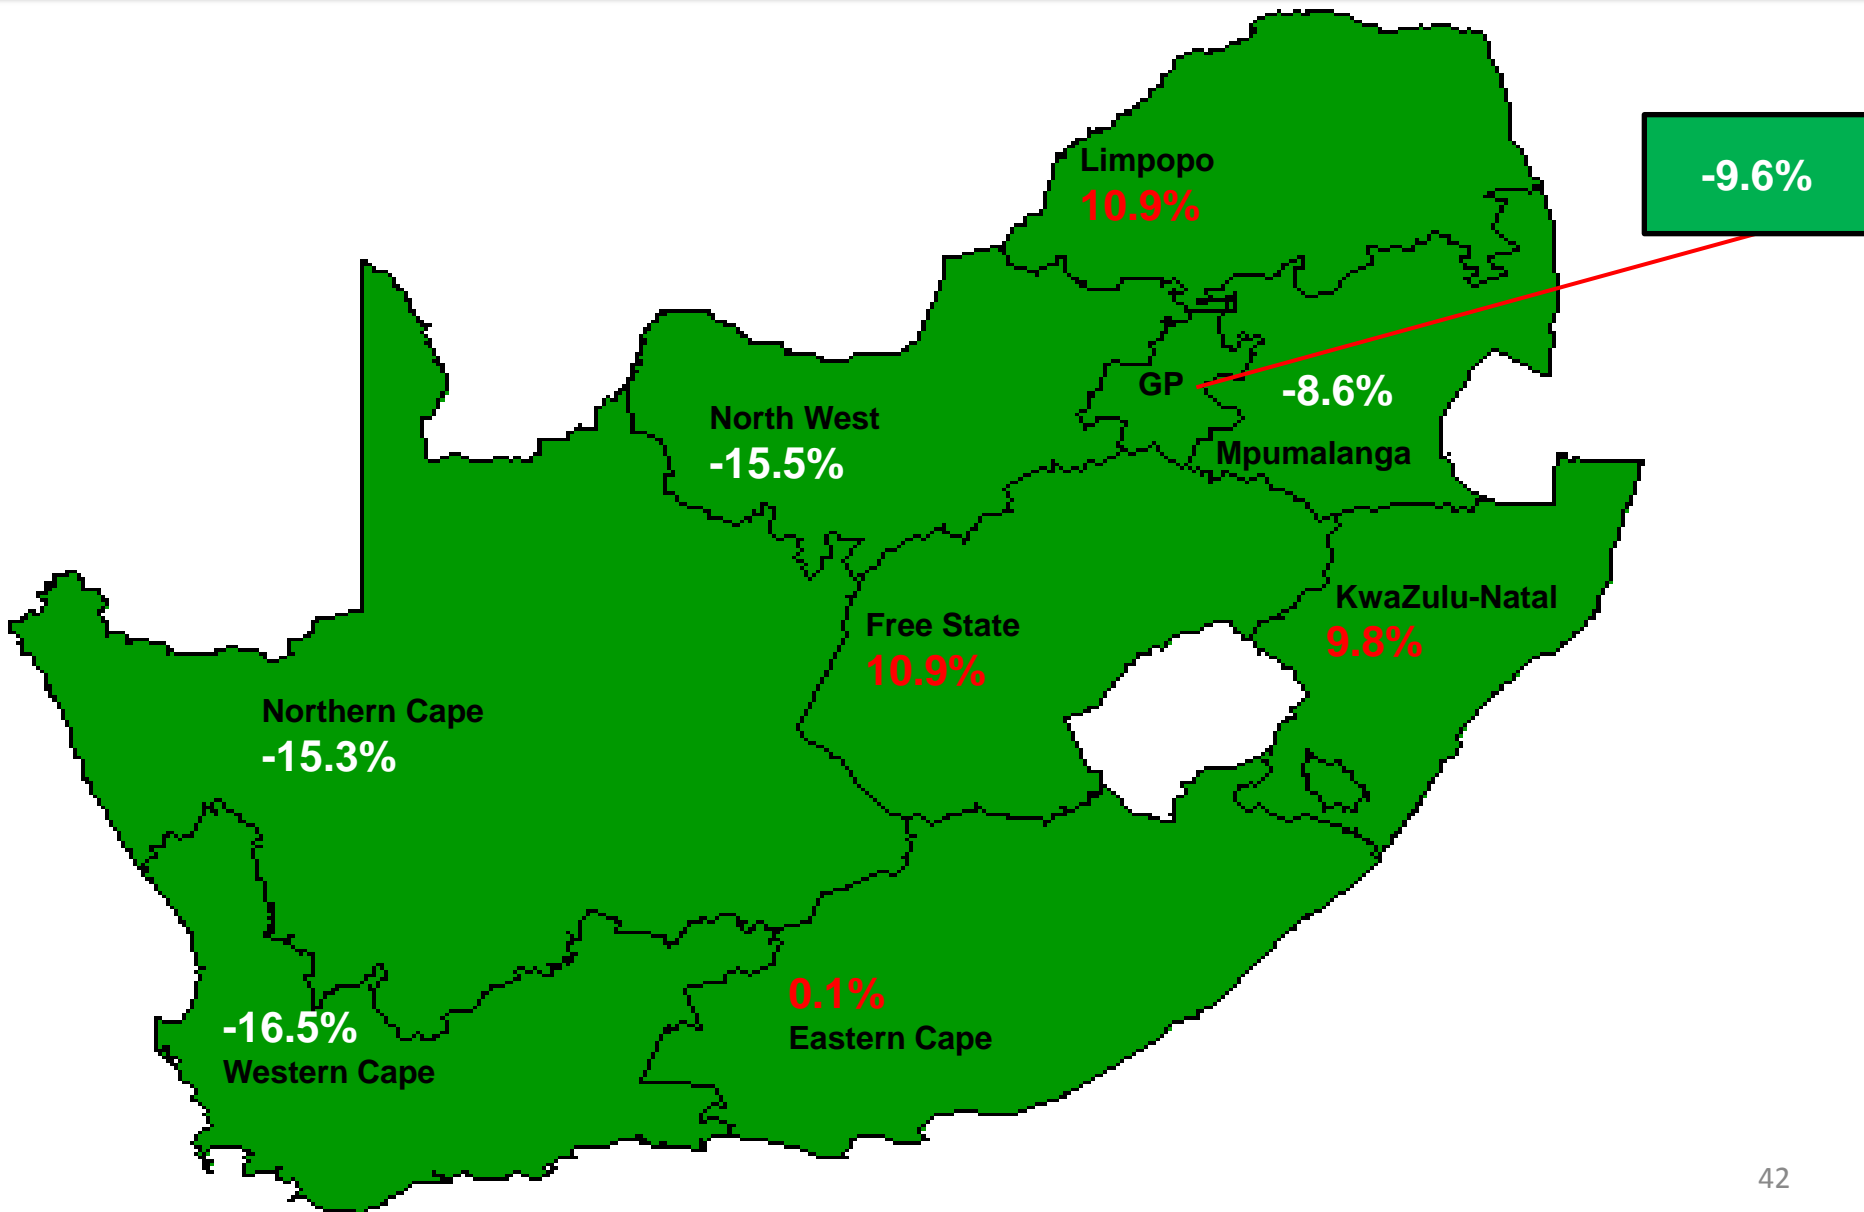 Limpopo
10.9%
-9.6%
GP
-8.6%
Mpumalanga
North West
-15.5%
KwaZulu-Natal
9.8%
Free State
10.9%
Northern Cape
-15.3%
0.1%
Eastern Cape
-16.5%
Western Cape
42